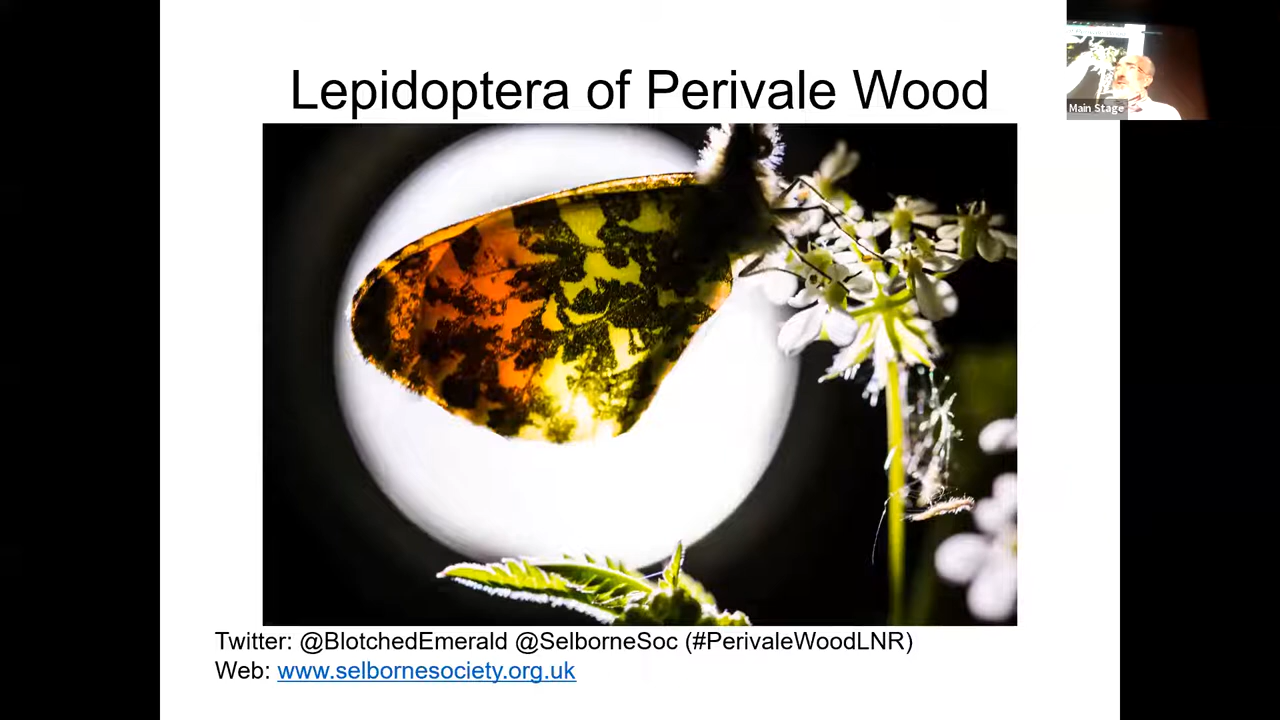 Lepidoptera of Perivale Wood
Main Stage
Twitter: @BlotchedEmerald @SelborneSoc (#PerivaleWoodLNR)
Web: www.selbornesociety.org.uk